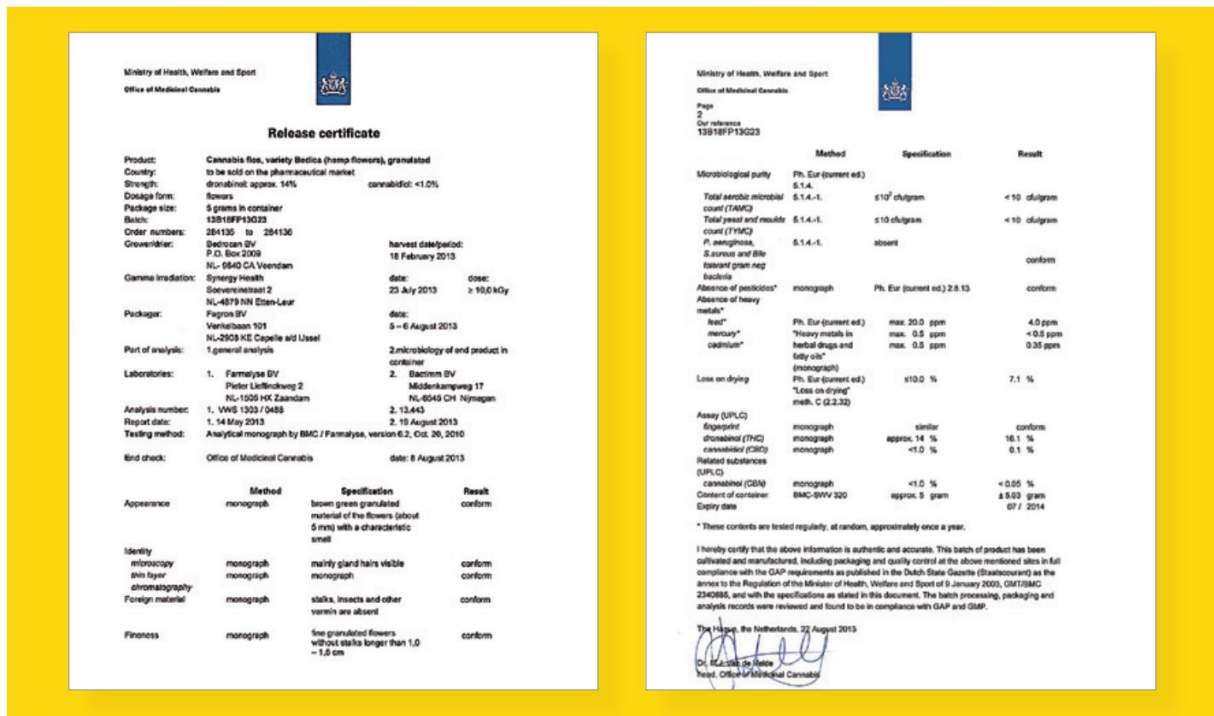 Ministry of Health, Welfare and Sport
Office of Medicinal Cannabis
Release certificate
Product: Cannabis flos, variety Bedica (hemp flowers), granulated
Country: to be sold on the pharmaceutical market
Strength: dronabinol: approx. 14% cannabidiol: <1.0%
Dosage form: flowers
Package size: 5 grams in container
Batch: 13B18FP13G23
Order numbers: 284135 to 284136
Grower/drier: Bedrocan BV harvest date/period:
P.O. Box 2009 18 February 2013
NL- 9640 CA Veendam
Gamma irradiation: Synergy Health date: dose:
Soevereinstraat 2 23 July 2013 ≥ 10,0 kGy
NL-4879 NN Etten-Leur
Packager: Fagron BV date:
Venkelbaan 101 5 – 6 August 2013
NL-2908 KE Capelle a/d IJssel
Part of analysis: 1.general analysis 2.microbiology of end product in
container
Laboratories: 1. Farmalyse BV 2. Bactimm BV
Pieter Lieftinckweg 2 Middenkampweg 17
NL-1505 HX Zaandam NL-6545 CH Nijmegen
Analysis number: 1. VWS 1303 / 0488 2. 13.443
Report date: 1. 14 May 2013 2. 19 August 2013
Testing method: Analytical monograph by BMC / Farmalyse, version 6.2, Oct. 20, 2010
End check: Office of Medicinal Cannabis date: 8 August 2013
Method Specification Result
Appearance monograph brown green granulated conform
material of the flowers (about
5 mm) with a characteristic
smell
Identity
microscopy monograph mainly gland hairs visible conform
thin layer monograph monograph conform
chromatography
Foreign material monograph stalks, insects and other conform
vermin are absent
Fineness monograph fine granulated flowers conform
without stalks longer than 1,0
– 1,5 cm
Ministry of Health, Welfare and Sport
Office of Medicinal Cannabis
Page
2
Our reference
13B18FP13G23
Method Specification Result
Microbiological purity Ph. Eur (current ed.)
5.1.4.
Total aerobic microbial 5.1.4.-1. ≤10² cfu/gram <10 cfu/gram
count (TAMC)
Total yeast and moulds 5.1.4.-1. ≤10 cfu/gram <10 cfu/gram
count (TYMC)
P. aeruginosa, 5.1.4.-1. absent
S.aureus and Bile
tolerant gram neg conform
bacteria
Absence of pesticides* monograph Ph. Eur (current ed.) 2.8.13 conform
Absence of heavy
metals*
lead* Ph. Eur (current ed.) max. 20.0 ppm 4.0 ppm
mercury* "Heavy metals in max. 0.5 ppm < 0.5 ppm
cadmium* herbal drugs and max. 0.5 ppm 0.35 ppm
fatty oils"
(monograph)
Loss on drying Ph. Eur (current ed.) ≤10.0 % 7.1 %
"Loss on drying"
meth. C (2.2.32)
Assay (UPLC)
fingerprint monograph similar conform
dronabinol (THC) monograph approx. 14 % 16.1 %
cannabidiol (CBD) monograph <1.0 % 0.1 %
Related substances
(UPLC)
cannabinol (CBN) monograph <1.0 % < 0.05 %
Content of container BMC-SWV 320 approx. 5 gram ± 5.03 gram
Expiry date 07 / 2014
* These contents are tested regularly, at random, approximately once a year.
I hereby certify that the above information is authentic and accurate. This batch of product has been
cultivated and manufactured, including packaging and quality control at the above mentioned sites in full
compliance with the GAP requirements as published in the Dutch State Gazette (Staatscourant) as the
annex to the Regulation of the Minister of Health, Welfare and Sport of 9 January 2003, GMT/BMC
2340685, and with the specifications as stated in this document. The batch processing, packaging and
analysis records were reviewed and found to be in compliance with GAP and GMP.
The Hague, the Netherlands, 22 August 2013
Dr. van de Velde
head, Office of Medicinal Cannabis